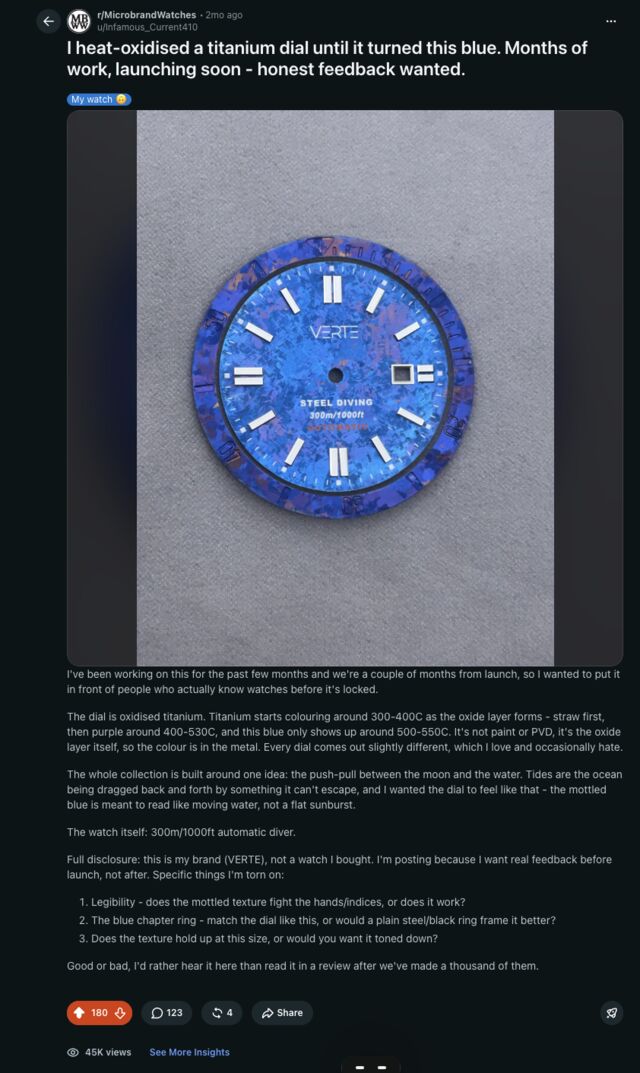 r/MicrobrandWatches · 2mo ago
u/Infamous_Current410
I heat-oxidised a titanium dial until it turned this blue. Months of
work, launching soon - honest feedback wanted.
My watch 🙃
VERTE
STEEL DIVING
300m/1000ft
I've been working on this for the past few months and we're a couple of months from launch, so I wanted to put it
in front of people who actually know watches before it's locked.
The dial is oxidised titanium. Titanium starts colouring around 300-400C as the oxide layer forms - straw first,
then purple around 400-530C, and this blue only shows up around 500-550C. It's not paint or PVD, it's the oxide
layer itself, so the colour is in the metal. Every dial comes out slightly different, which I love and occasionally hate.
The whole collection is built around one idea: the push-pull between the moon and the water. Tides are the ocean
being dragged back and forth by something it can't escape, and I wanted the dial to feel like that - the mottled
blue is meant to read like moving water, not a flat sunburst.
The watch itself: 300m/1000ft automatic diver.
Full disclosure: this is my brand (VERTE), not a watch I bought. I'm posting because I want real feedback before
launch, not after. Specific things I'm torn on:
1. Legibility - does the mottled texture fight the hands/indices, or does it work?
2. The blue chapter ring - match the dial like this, or would a plain steel/black ring frame it better?
3. Does the texture hold up at this size, or would you want it toned down?
Good or bad, I'd rather hear it here than read it in a review after we've made a thousand of them.
180
123
4
Share
45K views See More Insights